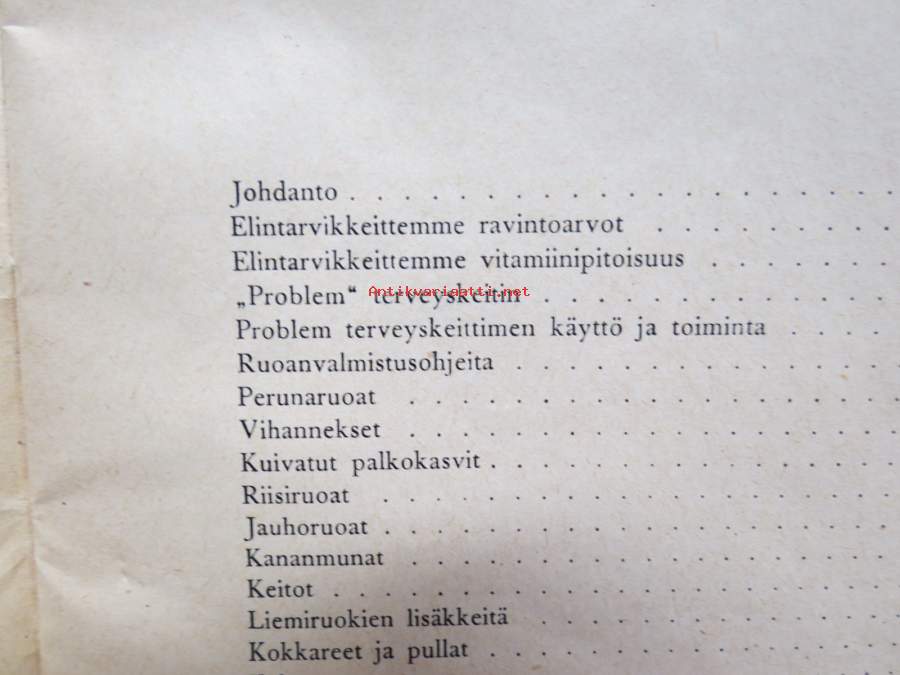 Johdanto . . . . . . . . . . . . . . . . . . . .
Elintarvikkeittemme ravintoarvot . . . . . . . . .
Elintarvikkeittemme vitamiinipitoisuus . . . . . . .
„Problem“ terveyskeitin . . . . . . . . . . . . .
Antikvariaatti.net
Problem terveyskeittimen käyttö ja toiminta . . . .
Ruoanvalmistusohjeita . . . . . . . . . . . . . .
Perunaruoat . . . . . . . . . . . . . . . . . .
Vihannekset . . . . . . . . . . . . . . . . . .
Kuivatut palkokasvit . . . . . . . . . . . . . . .
Riisiruoat . . . . . . . . . . . . . . . . . . .
Jauhoruoat . . . . . . . . . . . . . . . . . . .
Kananmunat . . . . . . . . . . . . . . . . . .
Keitot . . . . . . . . . . . . . . . . . . . . .
Liemiruokien lisäkkeitä . . . . . . . . . . . . .
Kokkareet ja pullat . . . . . . . . . . . . . . .